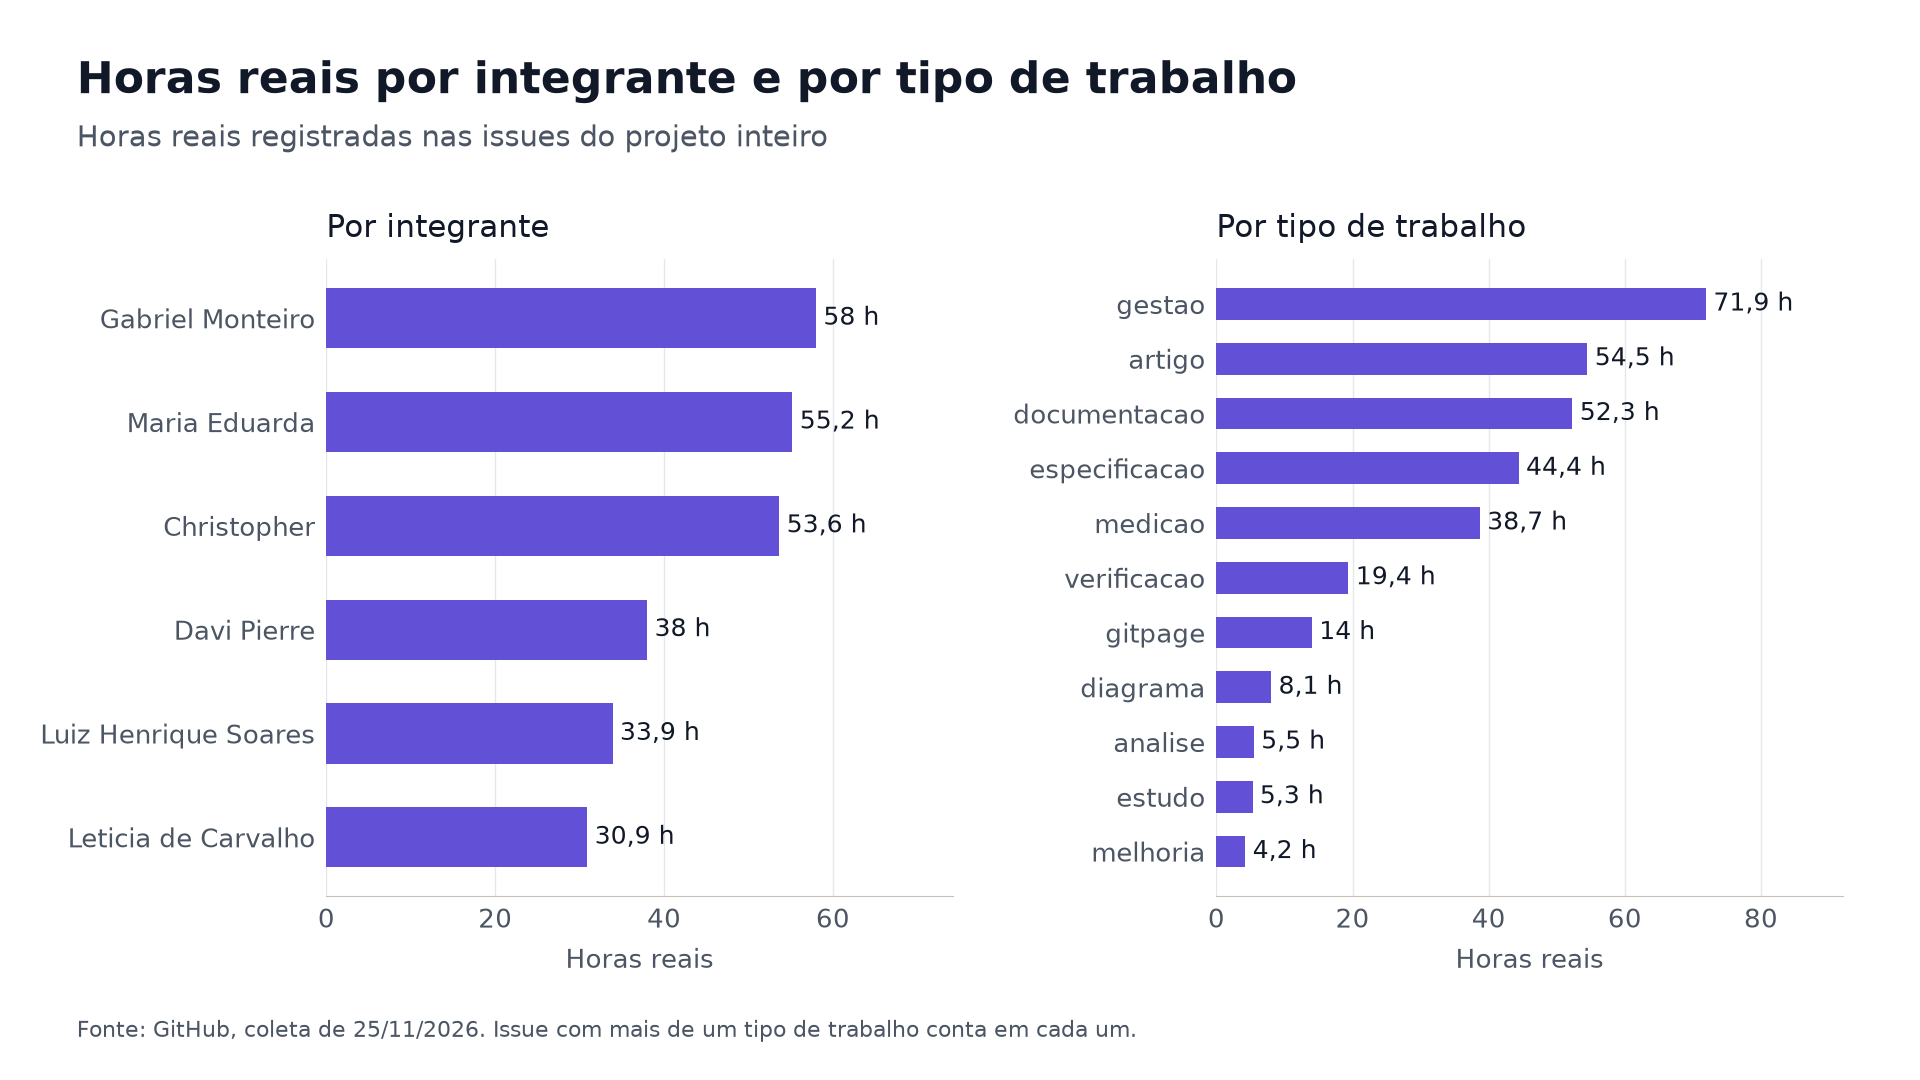 Horas reais por integrante e por tipo de trabalho
Horas reais registradas nas issues do projeto inteiro
Por integrante
Gabriel Monteiro 58 h
Maria Eduarda 55,2 h
Christopher 53,6 h
Davi Pierre 38 h
Luiz Henrique Soares 33,9 h
Leticia de Carvalho 30,9 h
0 20 40 60
Horas reais
Por tipo de trabalho
gestao 71,9 h
artigo 54,5 h
documentacao 52,3 h
especificacao 44,4 h
medicao 38,7 h
verificacao 19,4 h
gitpage 14 h
diagrama 8,1 h
analise 5,5 h
estudo 5,3 h
melhoria 4,2 h
0 20 40 60 80
Horas reais
Fonte: GitHub, coleta de 25/11/2026. Issue com mais de um tipo de trabalho conta em cada um.